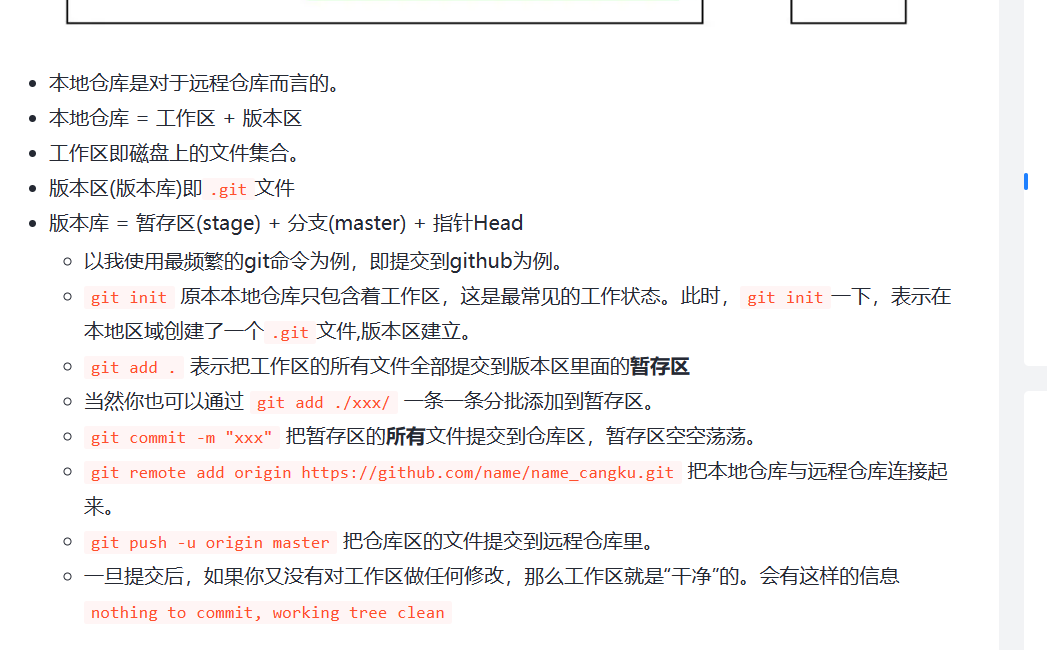 本地仓库是对于远程仓库而言的。
本地仓库 = 工作区 + 版本区
工作区即磁盘上的文件集合。
版本区(版本库)即 .git 文件
版本库 = 暂存区(stage) + 分支(master) + 指针Head
以我使用最频繁的git命令为例，即提交到github为例。
git init 原本本地仓库只包含着工作区，这是最常见的工作状态。此时， git init 一下，表示在
本地区域创建了一个 .git 文件,版本区建立。
git add . 表示把工作区的所有文件全部提交到版本区里面的暂存区
当然你也可以通过 git add ./xxx/ 一条一条分批添加到暂存区。
git commit -m "xxx" 把暂存区的所有文件提交到仓库区，暂存区空空荡荡。
git remote add origin https://github.com/name/name_cangku.git 把本地仓库与远程仓库连接起
来。
git push -u origin master 把仓库区的文件提交到远程仓库里。
一旦提交后，如果你又没有对工作区做任何修改，那么工作区就是“干净”的。会有这样的信息
nothing to commit, working tree clean